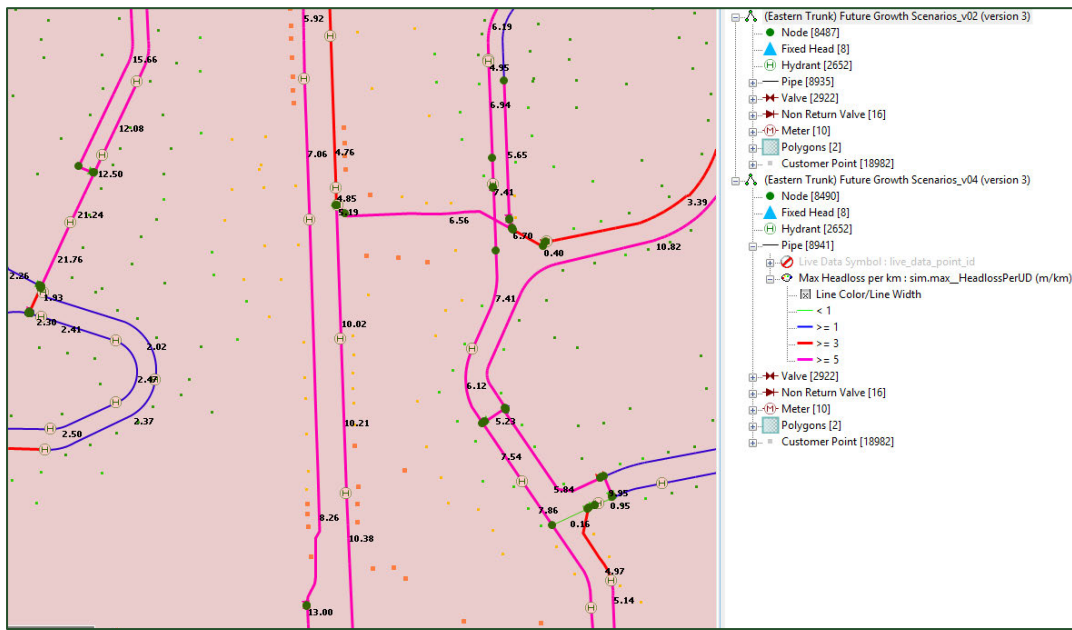 5.92
15.66
12.08
12.50
21.24
21.76
2.26
1.93
2.30
2.41
2.02
2.47
2.37
2.50
7.06
4.76
4.85
5.19
6.56
10.02
10.21
8.26
10.38
13.00
6.19
4.95
6.94
5.65
7.41
6.70
0.40
3.39
10.82
7.41
6.12
5.23
7.54
5.84
0.95
7.86
0.16
4.97
5.14
(Eastern Trunk) Future Growth Scenarios_v02 (version 3)
Node [8487]
Fixed Head [8]
Hydrant [2652]
Pipe [8935]
Valve [2922]
Non Return Valve [16]
Meter [10]
Polygons [2]
Customer Point [18982]
(Eastern Trunk) Future Growth Scenarios_v04 (version 3)
Node [8490]
Fixed Head [8]
Hydrant [2652]
Pipe [8941]
Live Data Symbol : live_data_point_id
Max Headloss per km : sim.max__HeadlossPerUD (m/km)
Line Color/Line Width
< 1
>= 1
>= 3
>= 5
Valve [2922]
Non Return Valve [16]
Meter [10]
Polygons [2]
Customer Point [18982]